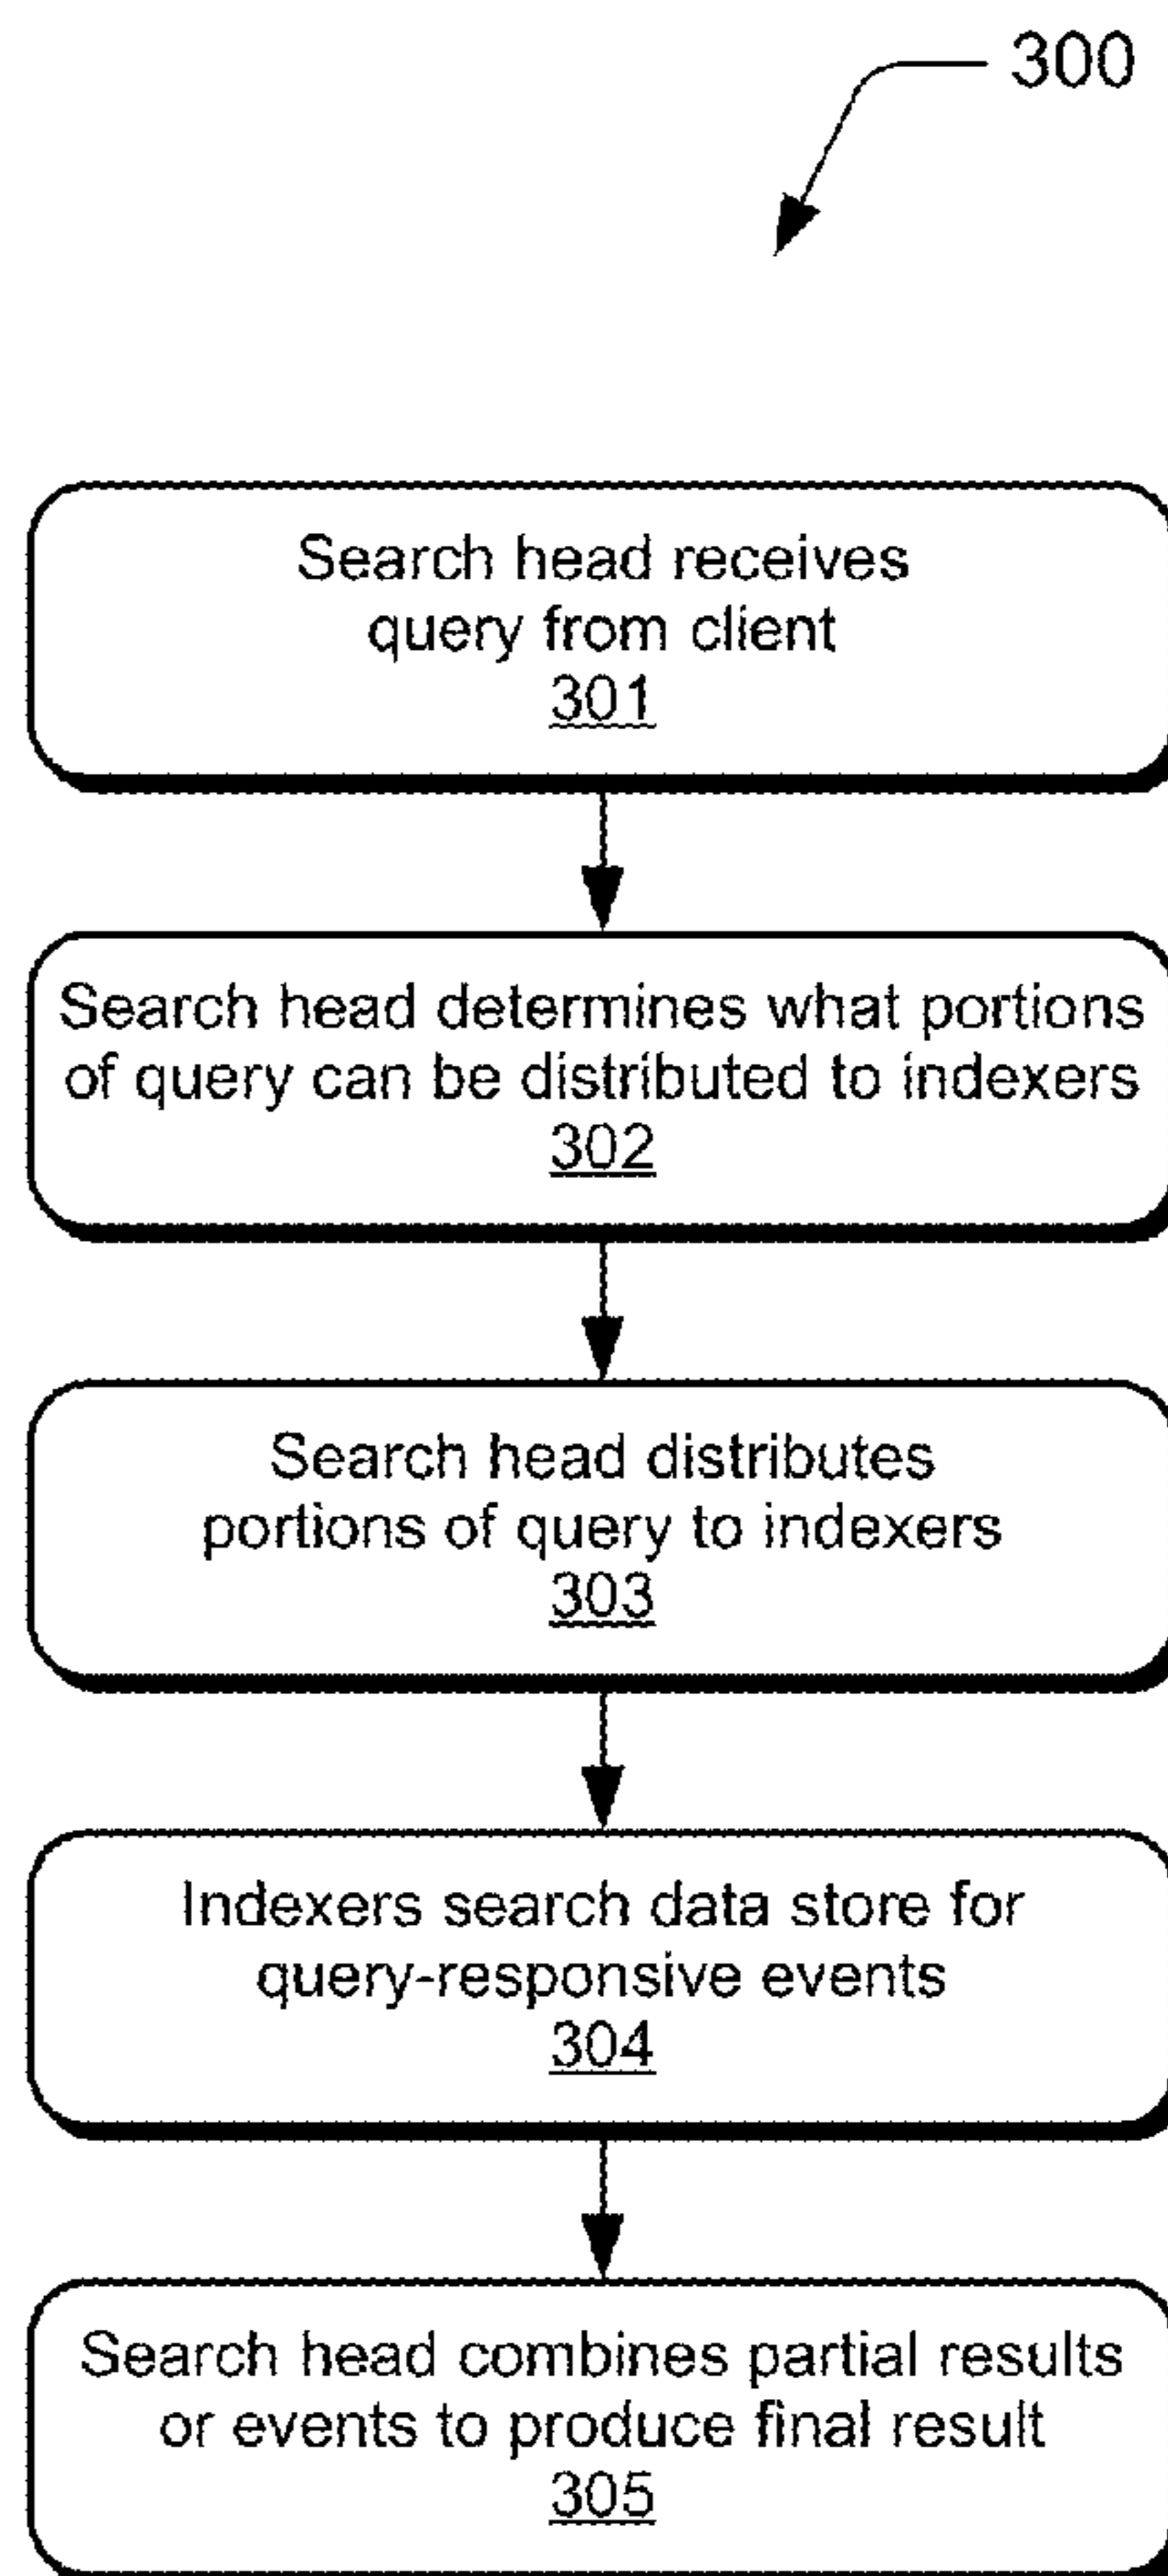 300
Search head receives
query from client
301
Search head determines what portions
of query can be distributed to indexers
302
Search head distributes
portions of query to indexers
303
Indexers search data store for
query-responsive events
304
Search head combines partial results
or events to produce final result
305